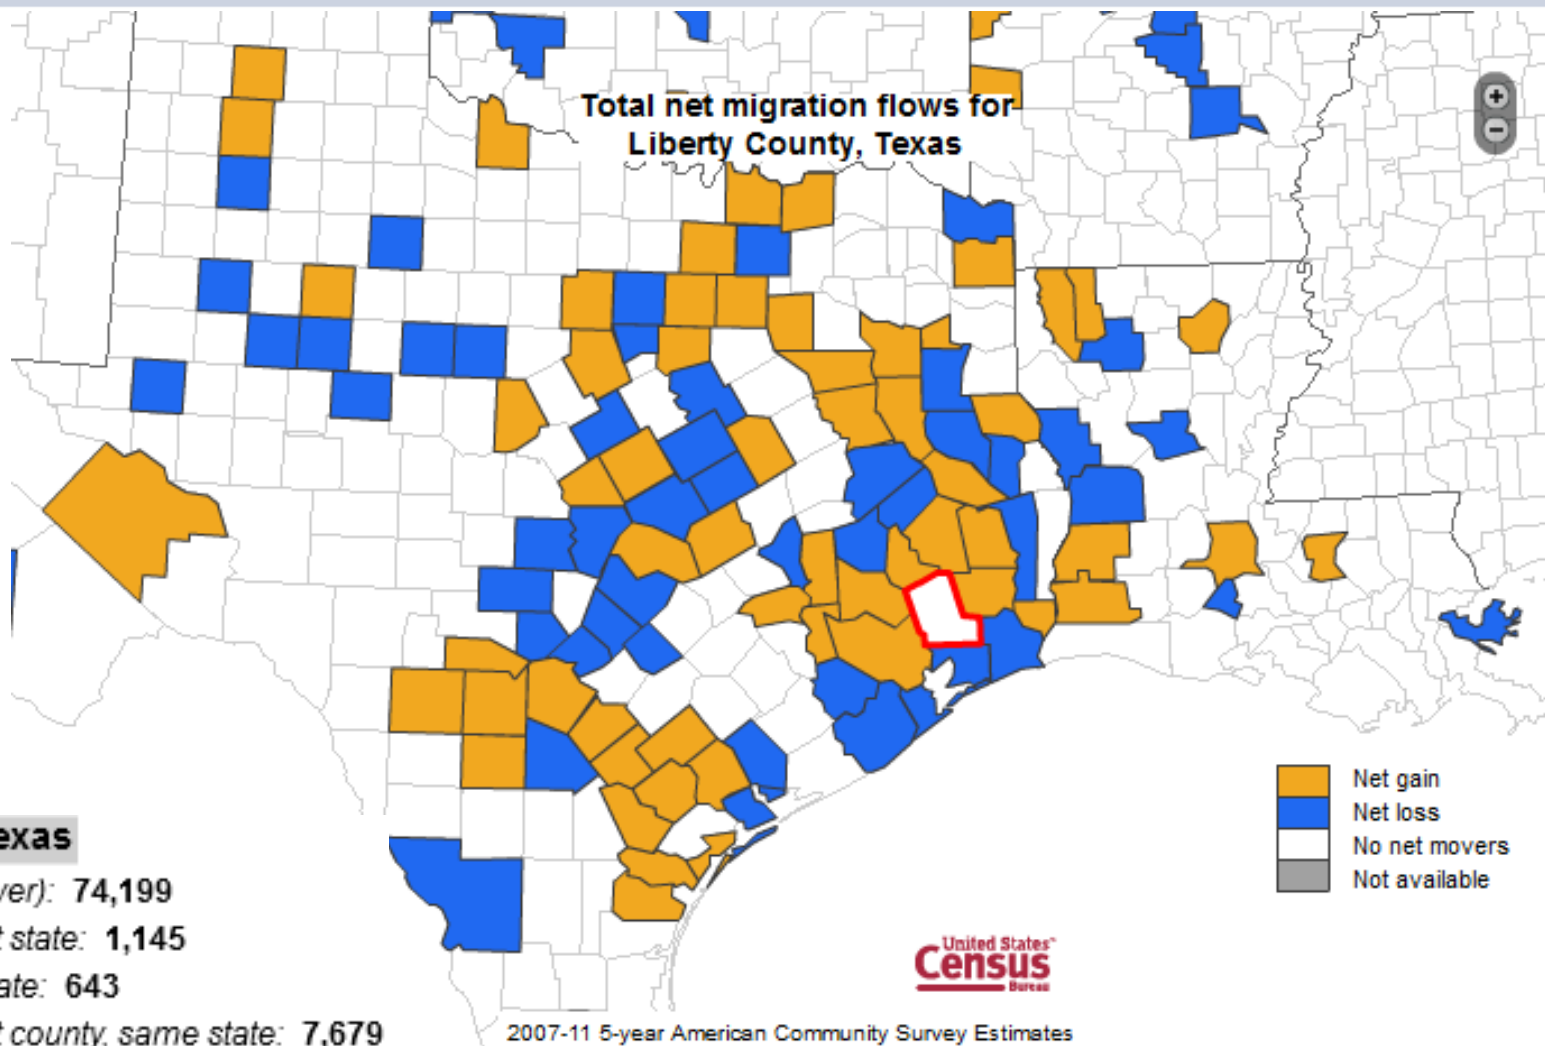 Total net migration flows for
Liberty County, Texas
+
−
Net gain
Net loss
No net movers
Not available
exas
ver): 74,199
t state: 1,145
ate: 643
t county, same state: 7,679
United States™
Census
Bureau
2007-11 5-year American Community Survey Estimates